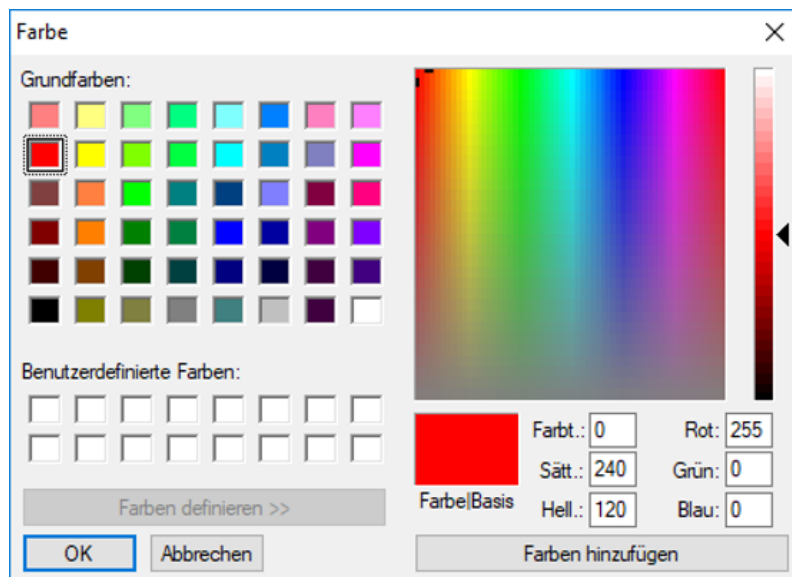 Farbe
Grundfarben:
Benutzerdefinierte Farben:
Farben definieren >>
OK
Abbrechen
Farbe|Basis
Farbt.: 0
Sätt.: 240
Hell.: 120
Rot: 255
Grün: 0
Blau: 0
Farben hinzufügen